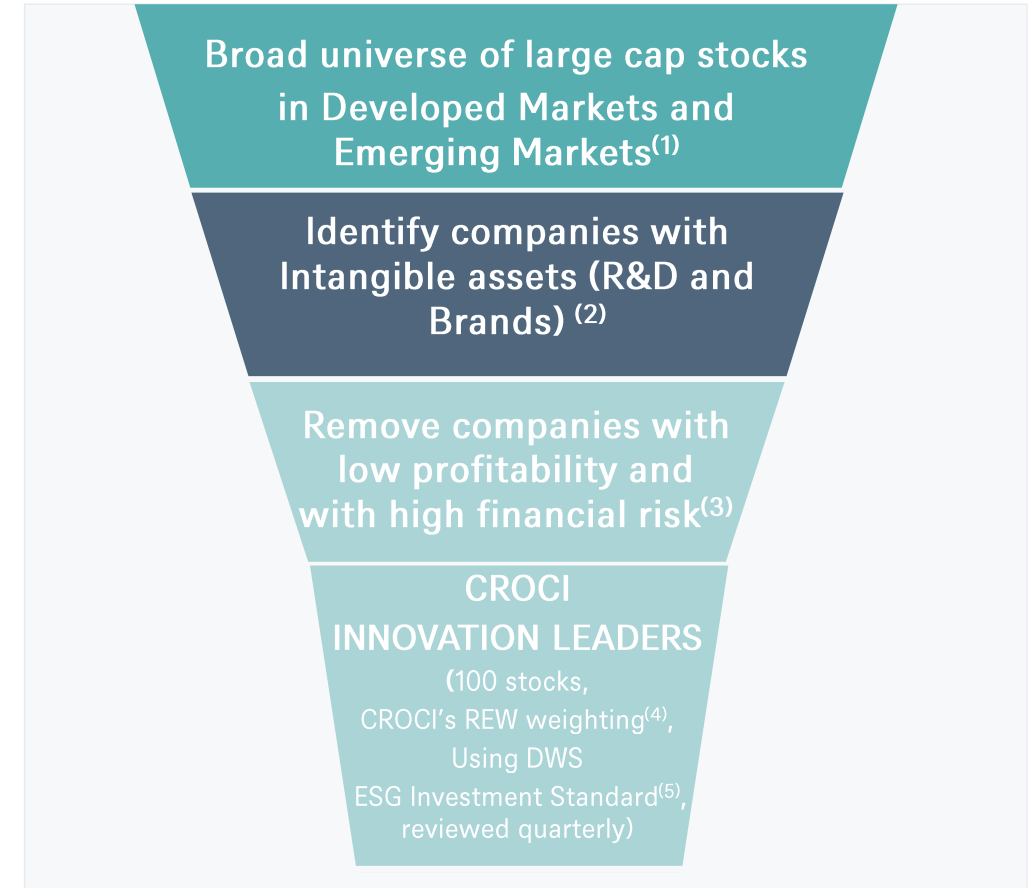 Broad universe of large cap stocks
in Developed Markets and
Emerging Markets(1)
Identify companies with
Intangible assets (R&D and
Brands) (2)
Remove companies with
low profitability and
with high financial risk(3)
CROCI
INNOVATION LEADERS
(100 stocks,
CROCI’s REW weighting(4),
Using DWS
ESG Investment Standard(5),
reviewed quarterly)